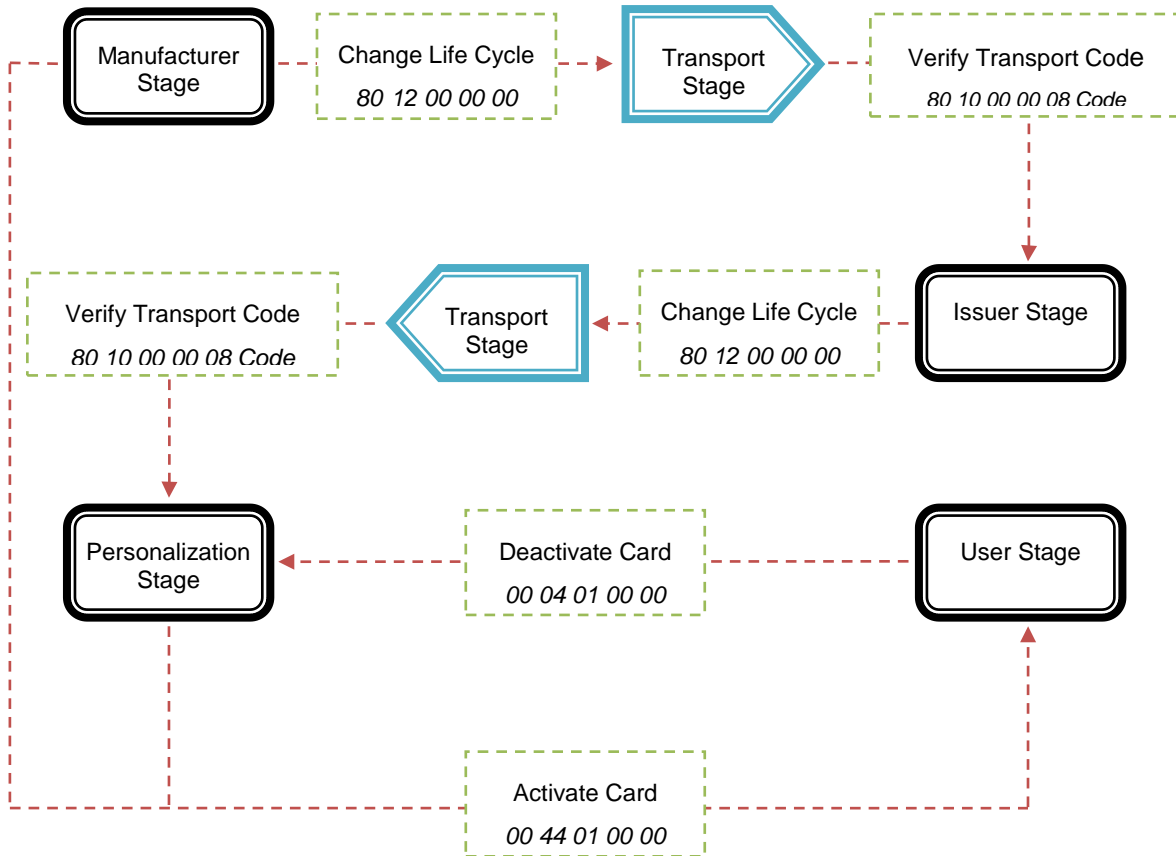 Manufacturer
Stage
Change Life Cycle
80 12 00 00 00
Transport
Stage
Verify Transport Code
80 10 00 00 08 Code
Verify Transport Code
80 10 00 00 08 Code
Transport
Stage
Change Life Cycle
80 12 00 00 00
Issuer Stage
Personalization
Stage
Deactivate Card
00 04 01 00 00
User Stage
Activate Card
00 44 01 00 00